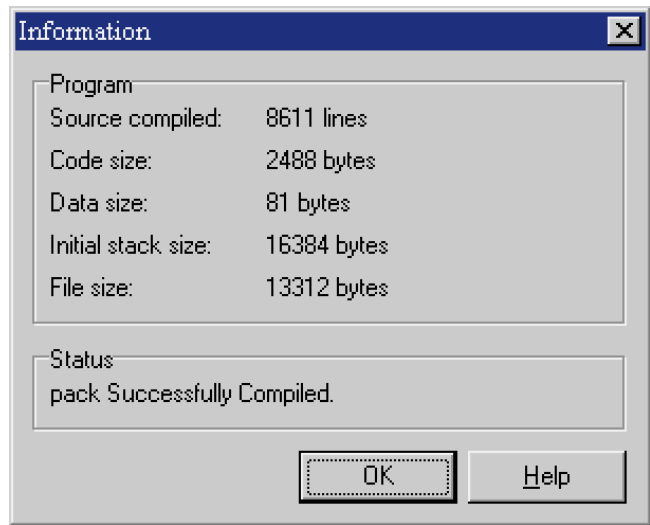 Information
Program
Source compiled: 8611 lines
Code size: 2488 bytes
Data size: 81 bytes
Initial stack size: 16384 bytes
File size: 13312 bytes
Status
pack Successfully Compiled.
OK Help